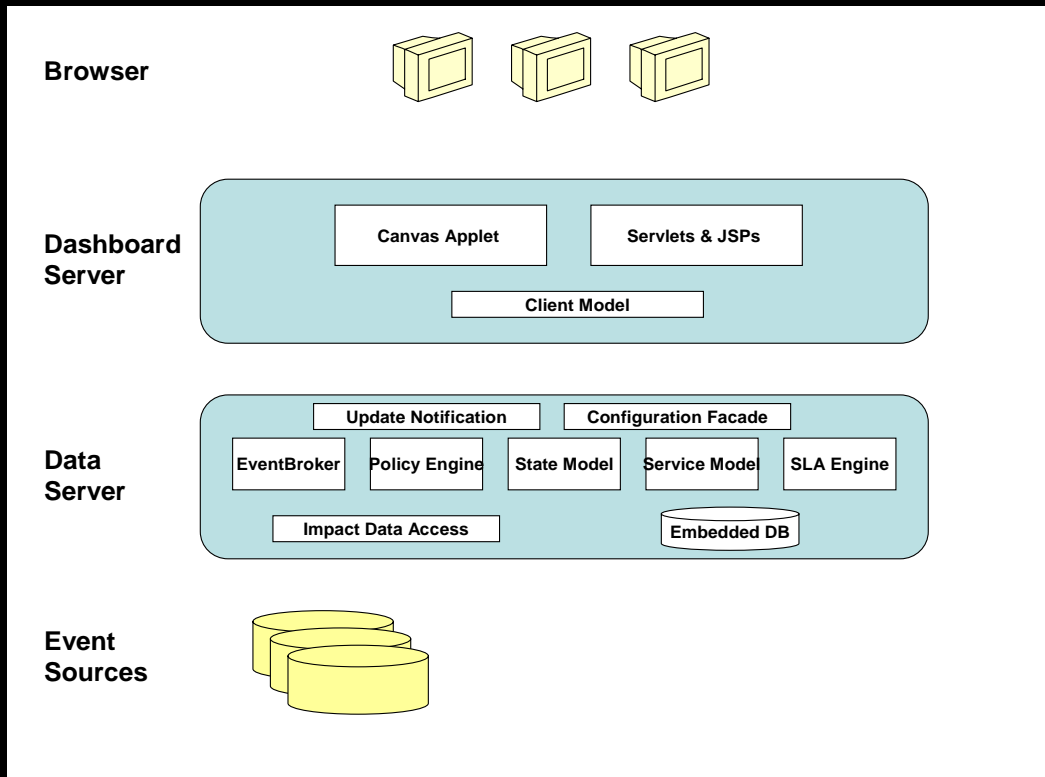 Browser
Dashboard
Server
Canvas Applet
Servlets & JSPs
Client Model
Data
Server
Update Notification
Configuration Facade
EventBroker
Policy Engine
State Model
Service Model
SLA Engine
Impact Data Access
Embedded DB
Event
Sources